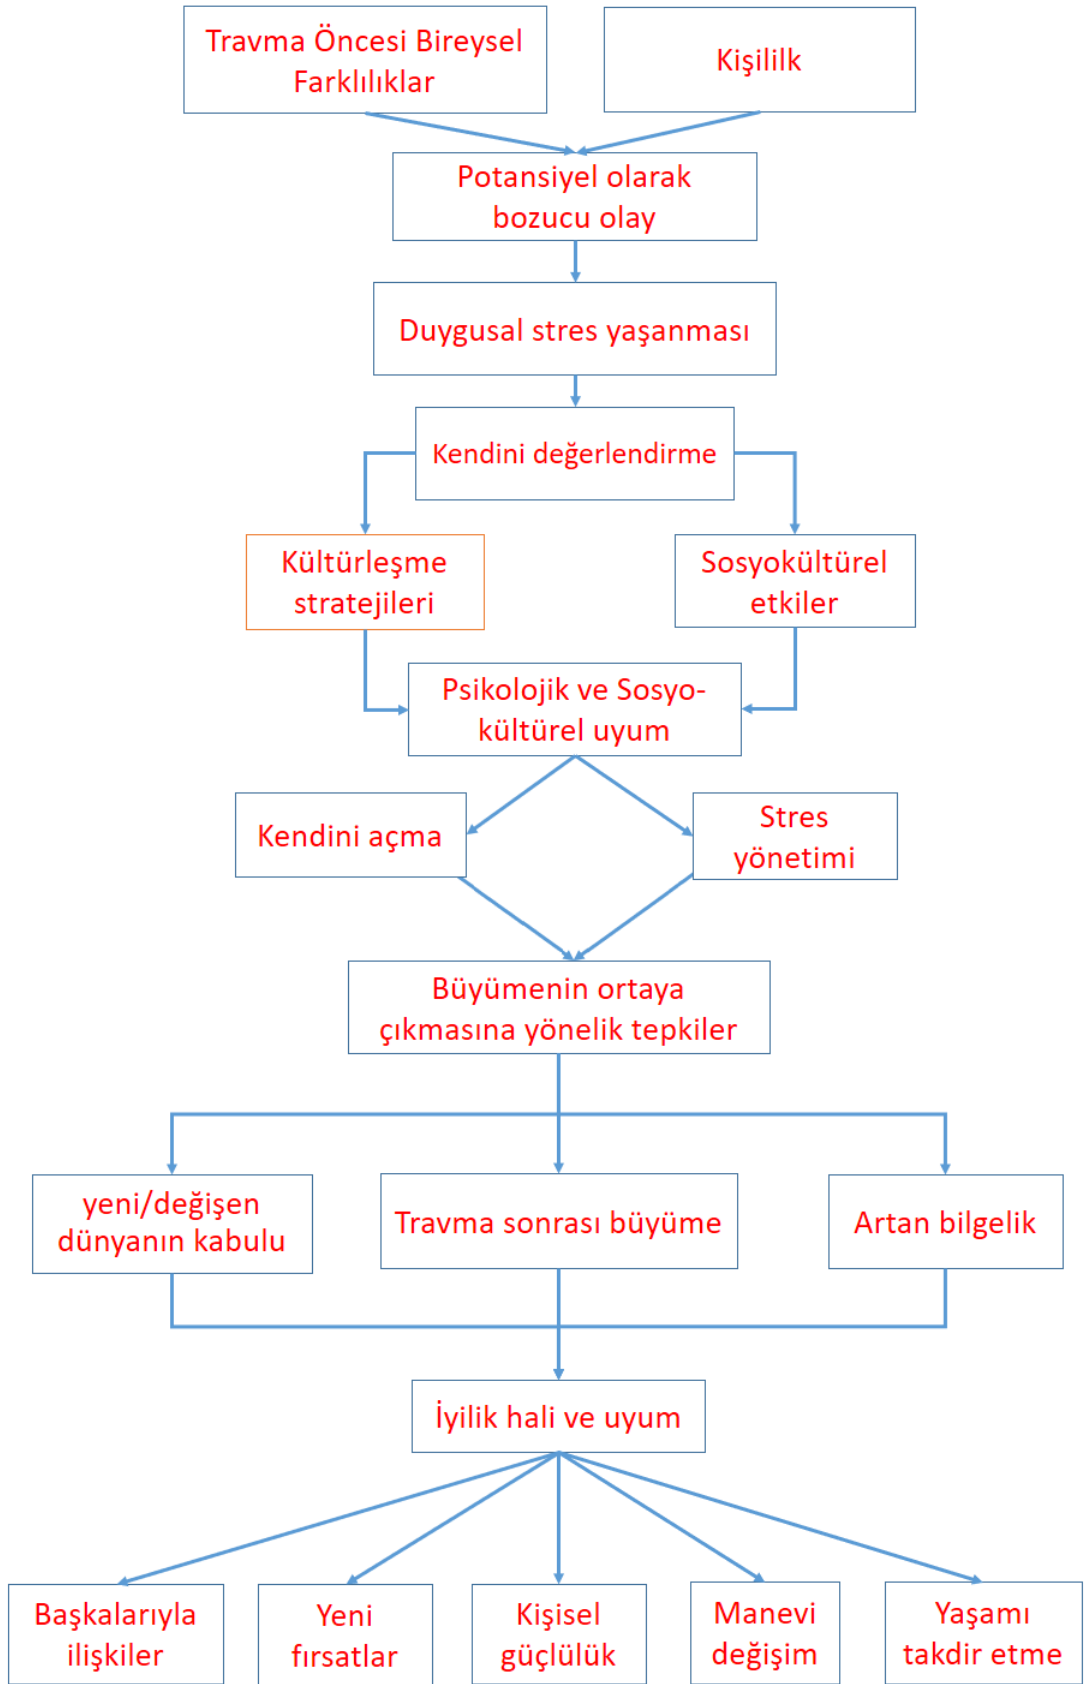 Travma Öncesi Bireysel
Farklılıklar
Kişililk
Potansiyel olarak
bozucu olay
Duygusal stres yaşanması
Kendini değerlendirme
Kültürleşme
stratejileri
Sosyokültürel
etkiler
Psikolojik ve Sosyo-
kültürel uyum
Kendini açma
Stres
yönetimi
Büyümenin ortaya
çıkmasına yönelik tepkiler
yeni/değişen
dünyanın kabulu
Travma sonrası büyüme
Artan bilgelik
İyilik hali ve uyum
Başkalarıyla
ilişkiler
Yeni
fırsatlar
Kişisel
güçlülük
Manevi
değişim
Yaşamı
takdir etme